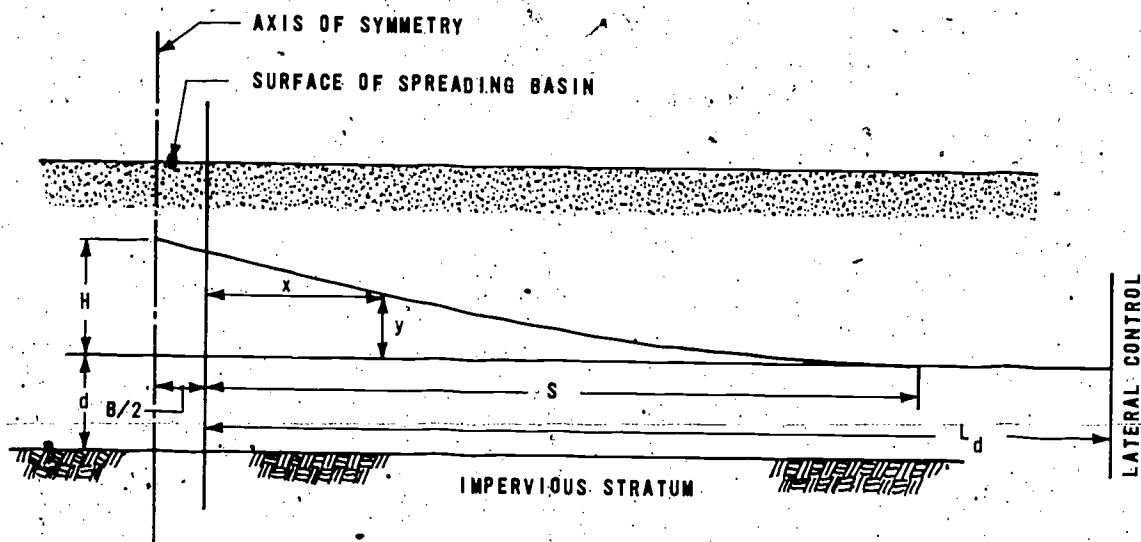 AXIS OF SYMMETRY
SURFACE OF SPREADING BASIN
H
x
y
d
B/2
S
L d
IMPERVIOUS STRATUM
LATERAL CONTROL